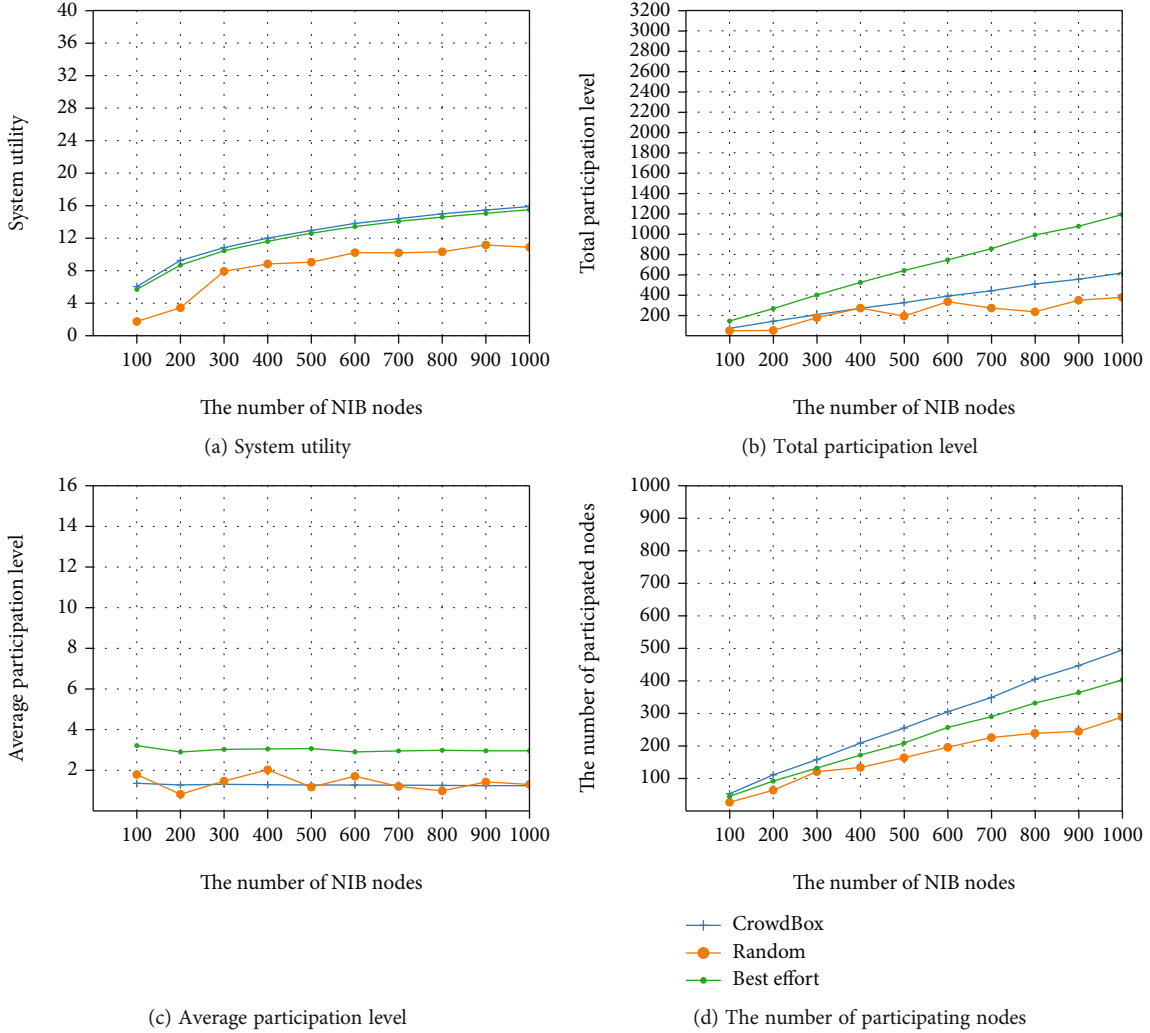 System utility
40
36
32
28
24
20
16
12
8
4
0
100 200 300 400 500 600 700 800 900 1000
The number of NIB nodes
(a) System utility
Total participation level
3200
3000
2800
2600
2400
2200
2000
1800
1600
1400
1200
1000
800
600
400
200
100 200 300 400 500 600 700 800 900 1000
The number of NIB nodes
(b) Total participation level
Average participation level
16
14
12
10
8
6
4
2
100 200 300 400 500 600 700 800 900 1000
The number of NIB nodes
(c) Average participation level
The number of participated nodes
1000
900
800
700
600
500
400
300
200
100
100 200 300 400 500 600 700 800 900 1000
The number of NIB nodes
CrowdBox
Random
Best effort
(d) The number of participating nodes